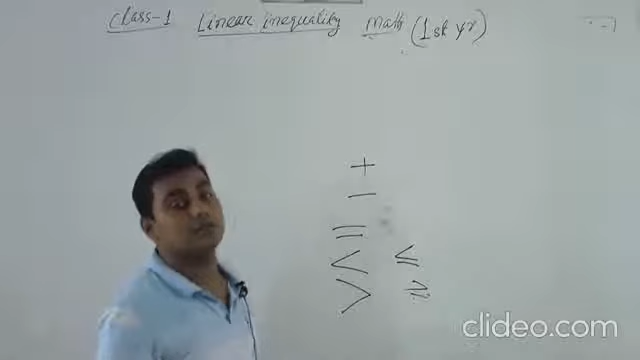 Class-1 Linear inequality Math (1st yr)
+
−
=
< ≤
> ≥
clideo.com